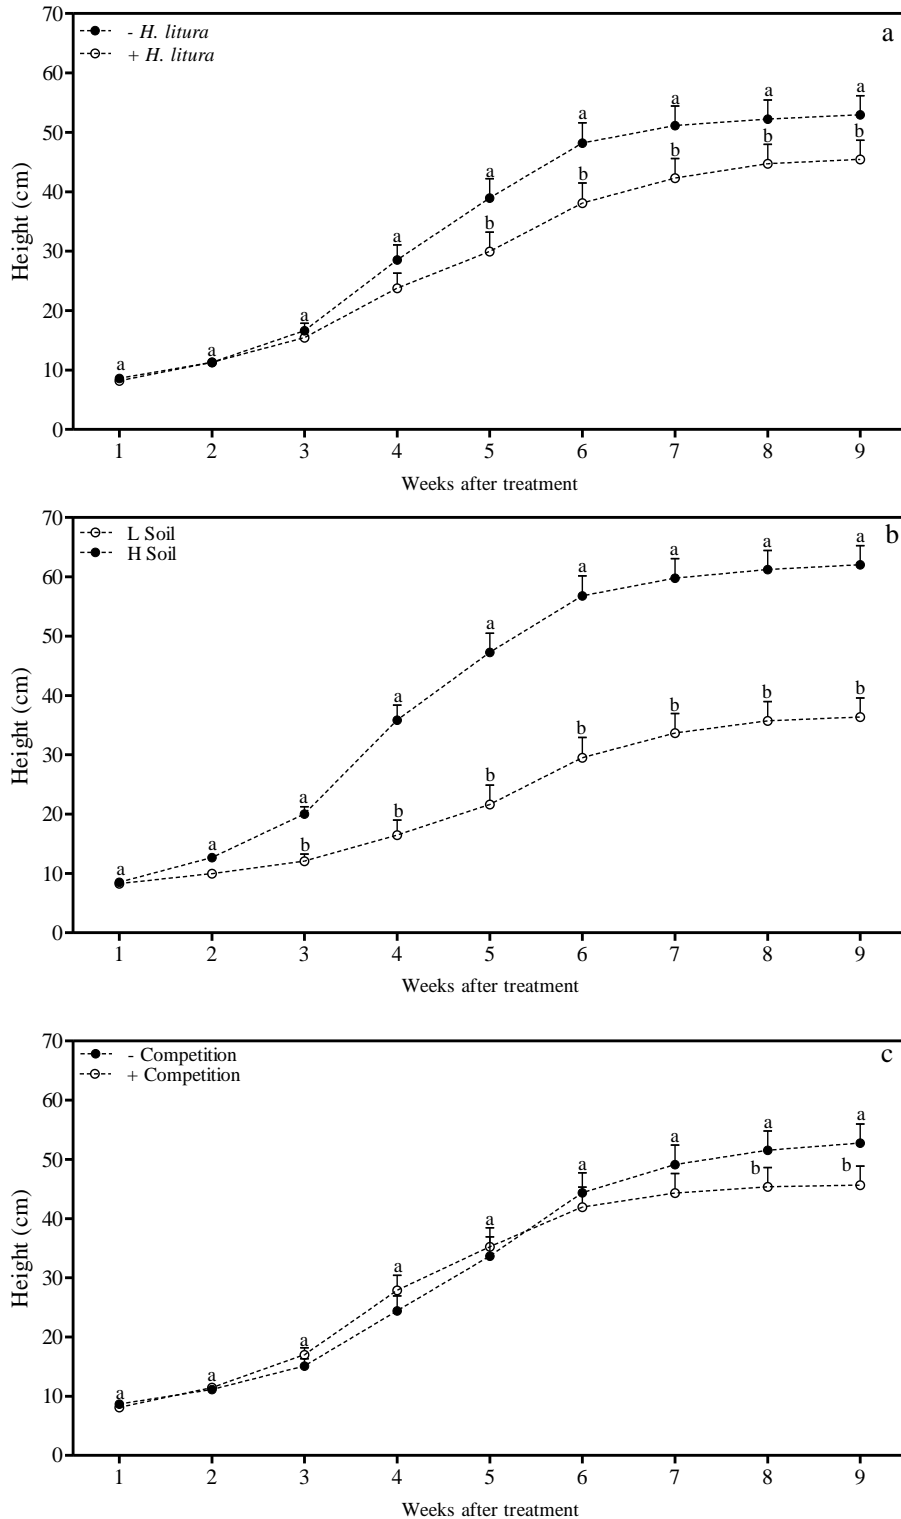 70
- H. litura
+ H. litura
a
60
50
40
30
20
10
0
Height (cm)
a a a a a a a a a
b b b b b
1 2 3 4 5 6 7 8 9
Weeks after treatment
70
L Soil
H Soil
b
60
50
40
30
20
10
0
Height (cm)
a a a a a a a a a
b b b b b b b
1 2 3 4 5 6 7 8 9
Weeks after treatment
70
- Competition
+ Competition
c
60
50
40
30
20
10
0
Height (cm)
a a a a a a a a a
b b
1 2 3 4 5 6 7 8 9
Weeks after treatment